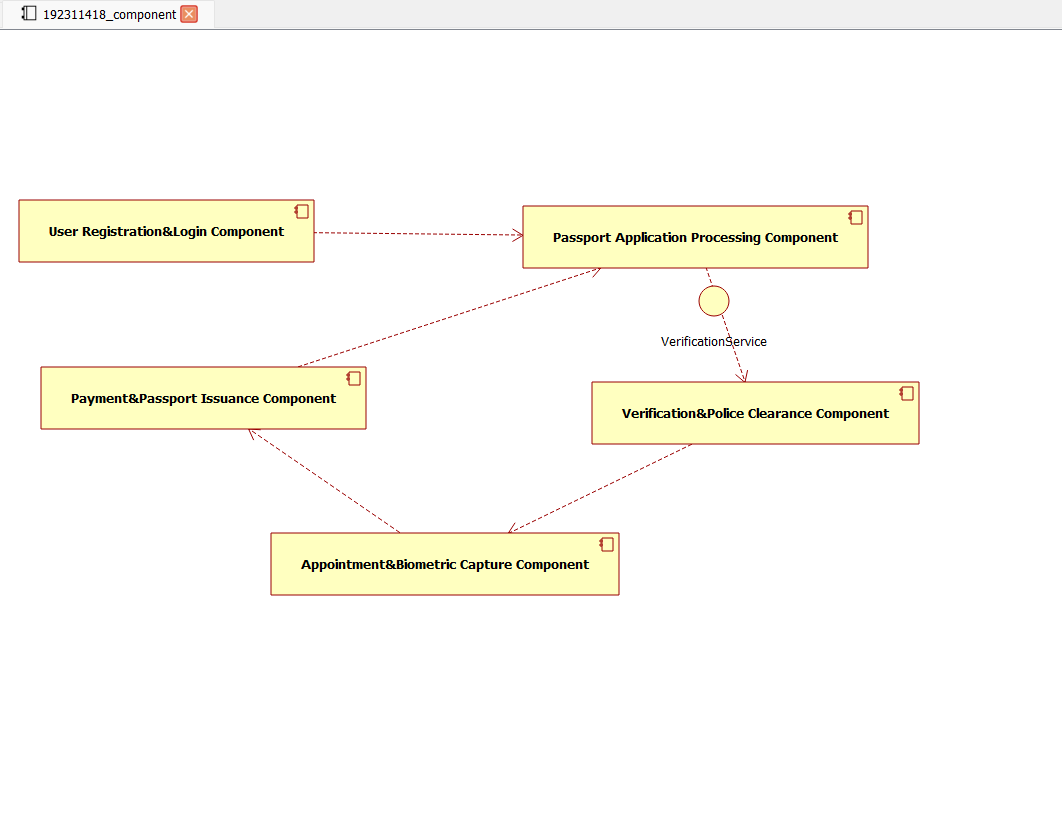 192311418_component
User Registration&Login Component
Passport Application Processing Component
VerificationService
Payment&Passport Issuance Component
Verification&Police Clearance Component
Appointment&Biometric Capture Component